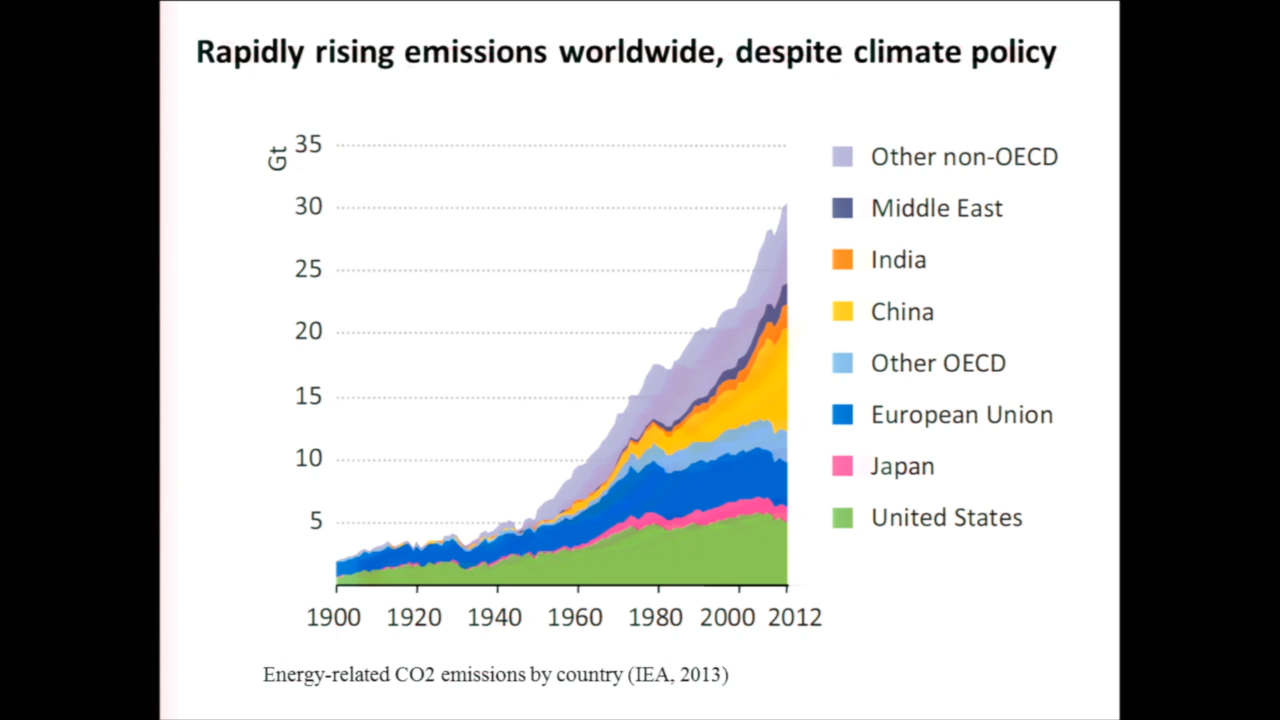 Rapidly rising emissions worldwide, despite climate policy
Gt
35
30
25
20
15
10
5
1900 1920 1940 1960 1980 2000 2012
Other non-OECD
Middle East
India
China
Other OECD
European Union
Japan
United States
Energy-related CO2 emissions by country (IEA, 2013)